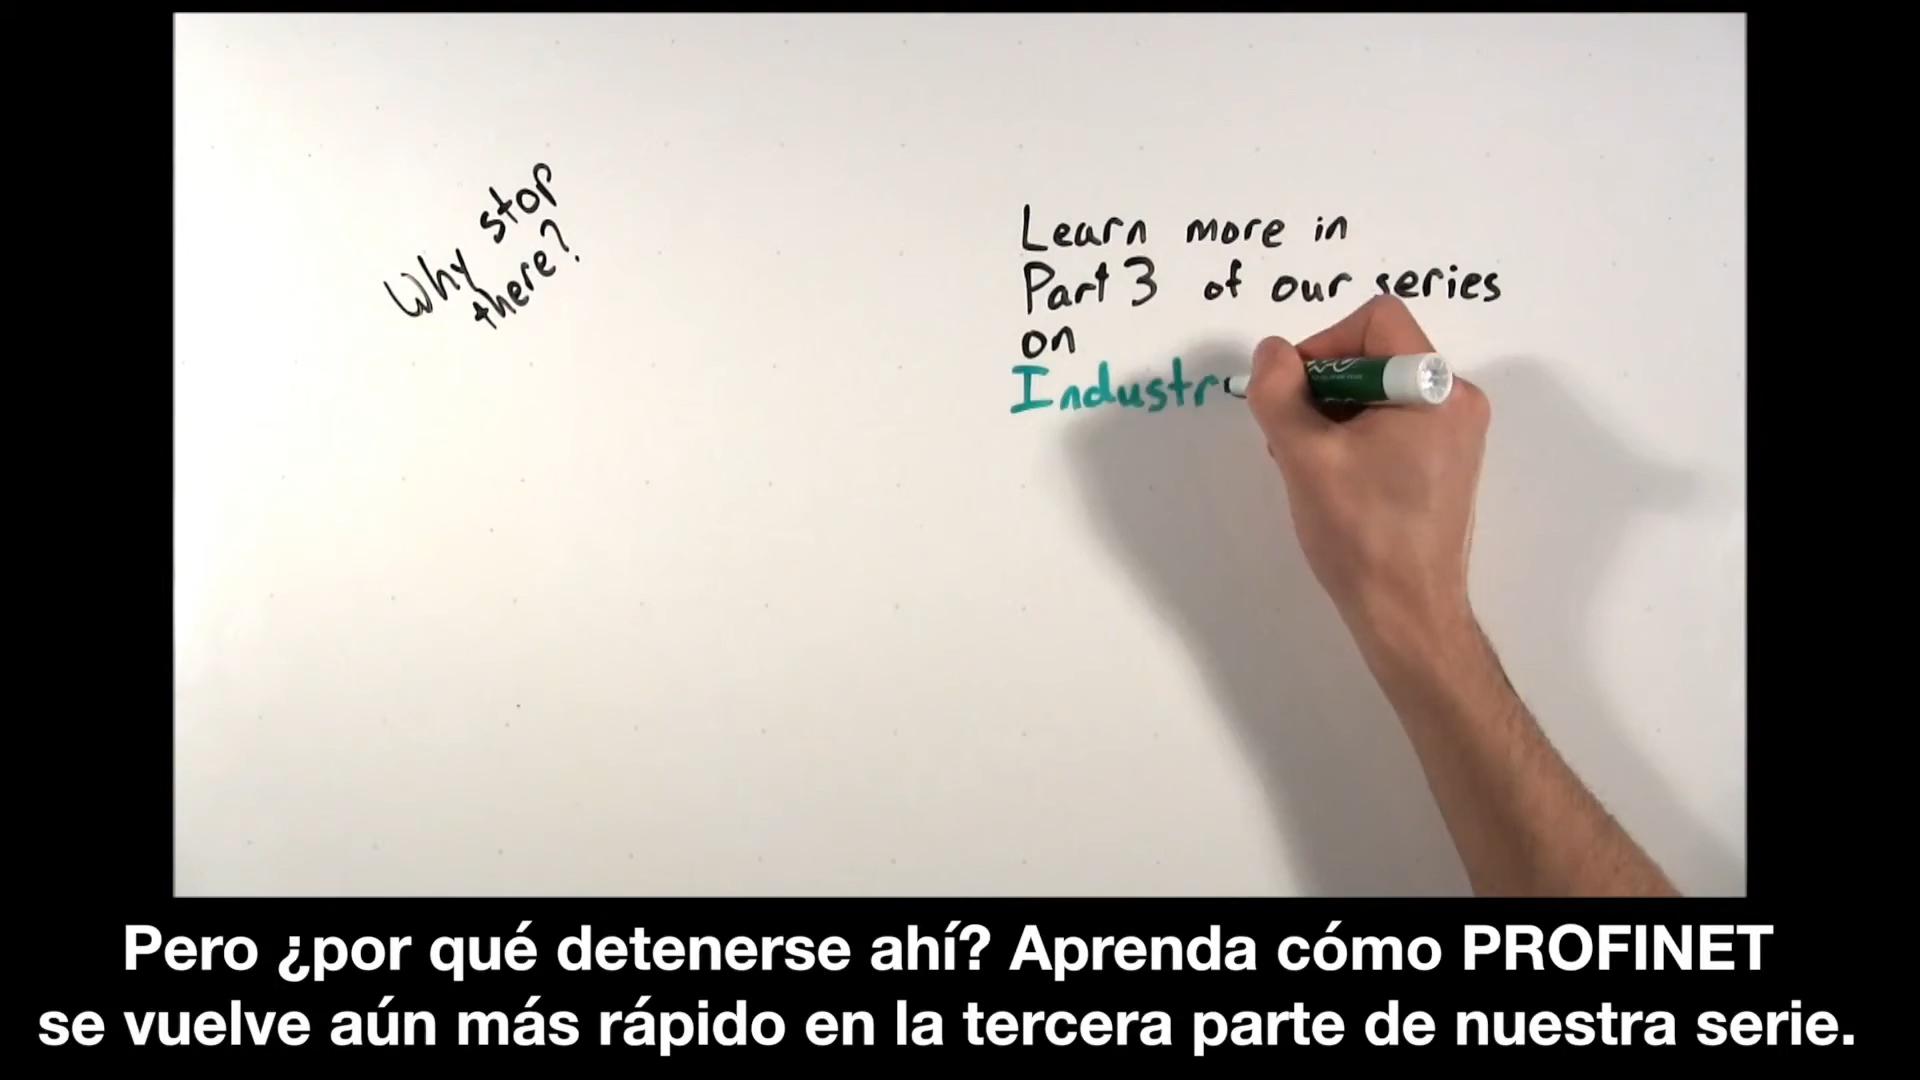 Why stop
there?
Learn more in
Part 3 of our series
on
Industr
Pero ¿por qué detenerse ahí? Aprenda cómo PROFINET
se vuelve aún más rápido en la tercera parte de nuestra serie.